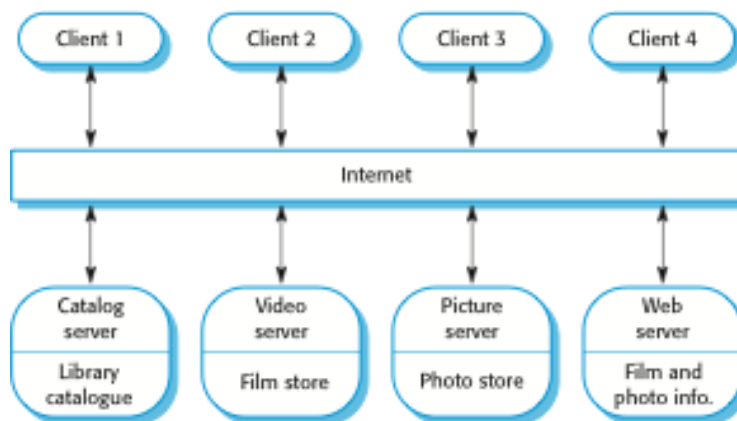 Client 1
Client 2
Client 3
Client 4
Internet
Catalog
server
Library
catalogue
Video
server
Film store
Picture
server
Photo store
Web
server
Film and
photo info.